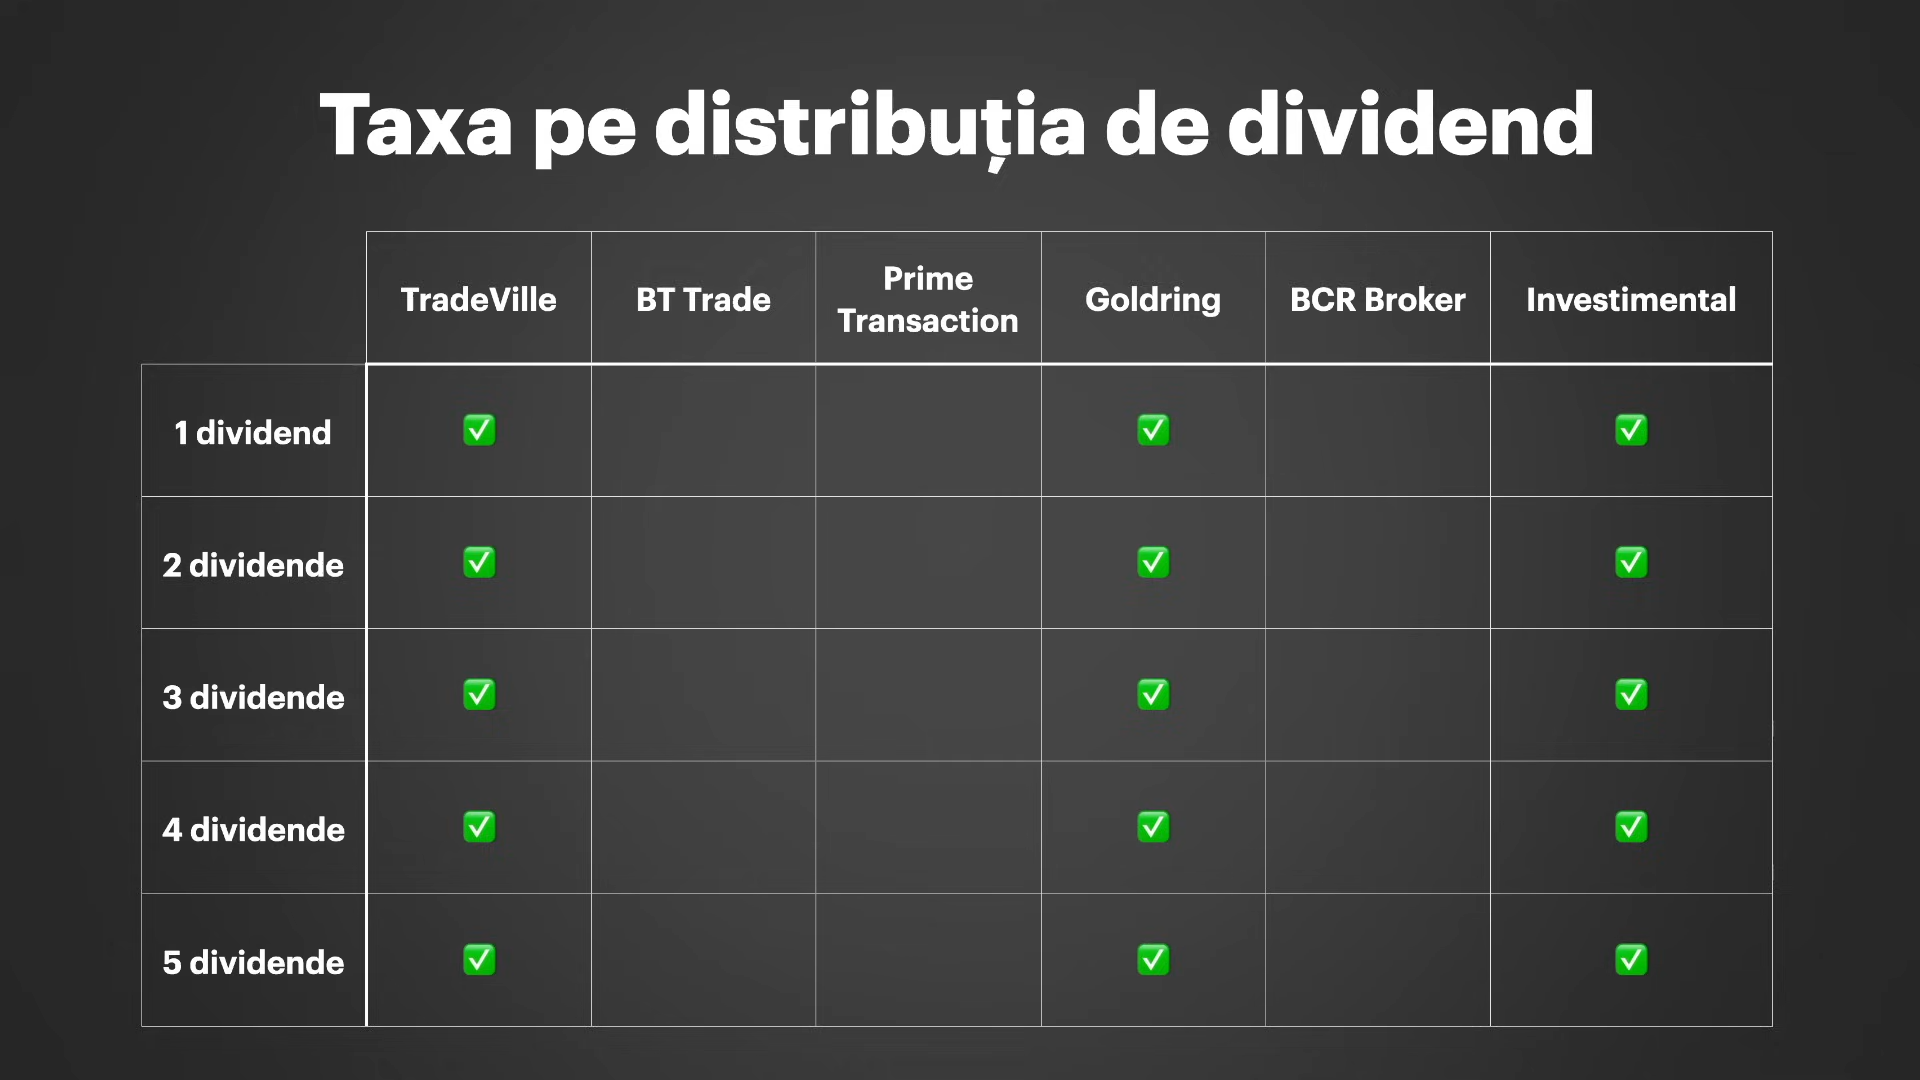 Taxa pe distribuția de dividend
TradeVille BT Trade Prime Transaction Goldring BCR Broker Investimental
1 dividend ✅ ✅ ✅
2 dividende ✅ ✅ ✅
3 dividende ✅ ✅ ✅
4 dividende ✅ ✅ ✅
5 dividende ✅ ✅ ✅